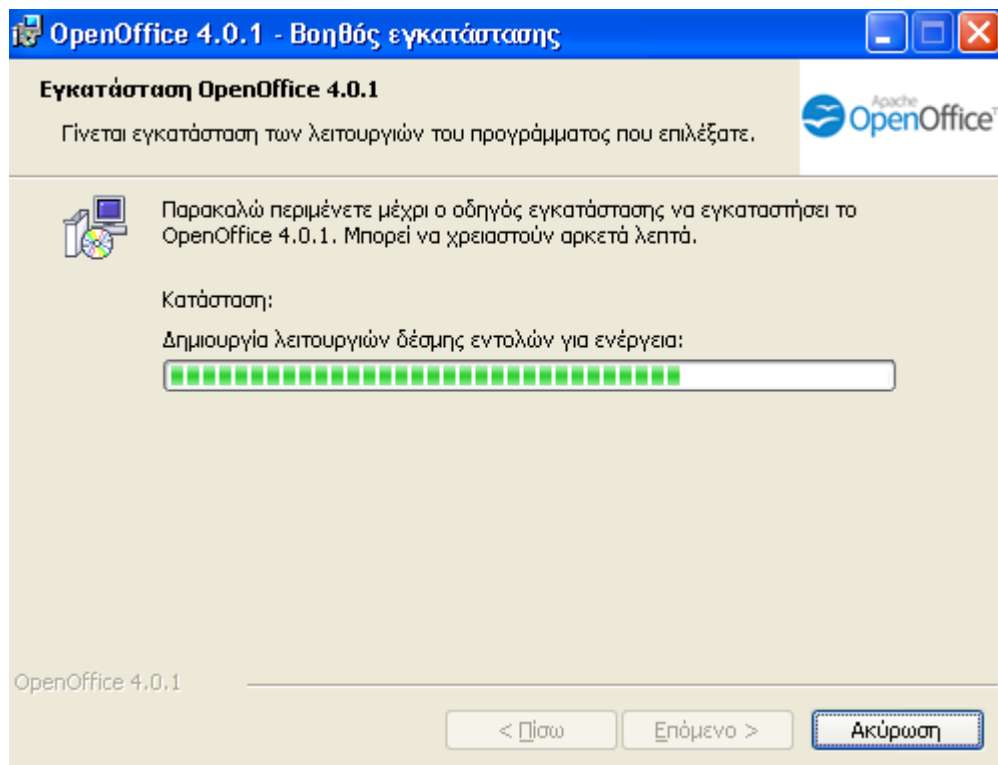 OpenOffice 4.0.1 - Βοηθός εγκατάστασης
Εγκατάσταση OpenOffice 4.0.1
Γίνεται εγκατάσταση των λειτουργιών του προγράμματος που επιλέξατε.
Apache
OpenOffice™
Παρακαλώ περιμένετε μέχρι ο οδηγός εγκατάστασης να εγκαταστήσει το
OpenOffice 4.0.1. Μπορεί να χρειαστούν αρκετά λεπτά.
Κατάσταση:
Δημιουργία λειτουργιών δέσμης εντολών για ενέργεια:
OpenOffice 4.0.1
< Πίσω
Επόμενο >
Ακύρωση